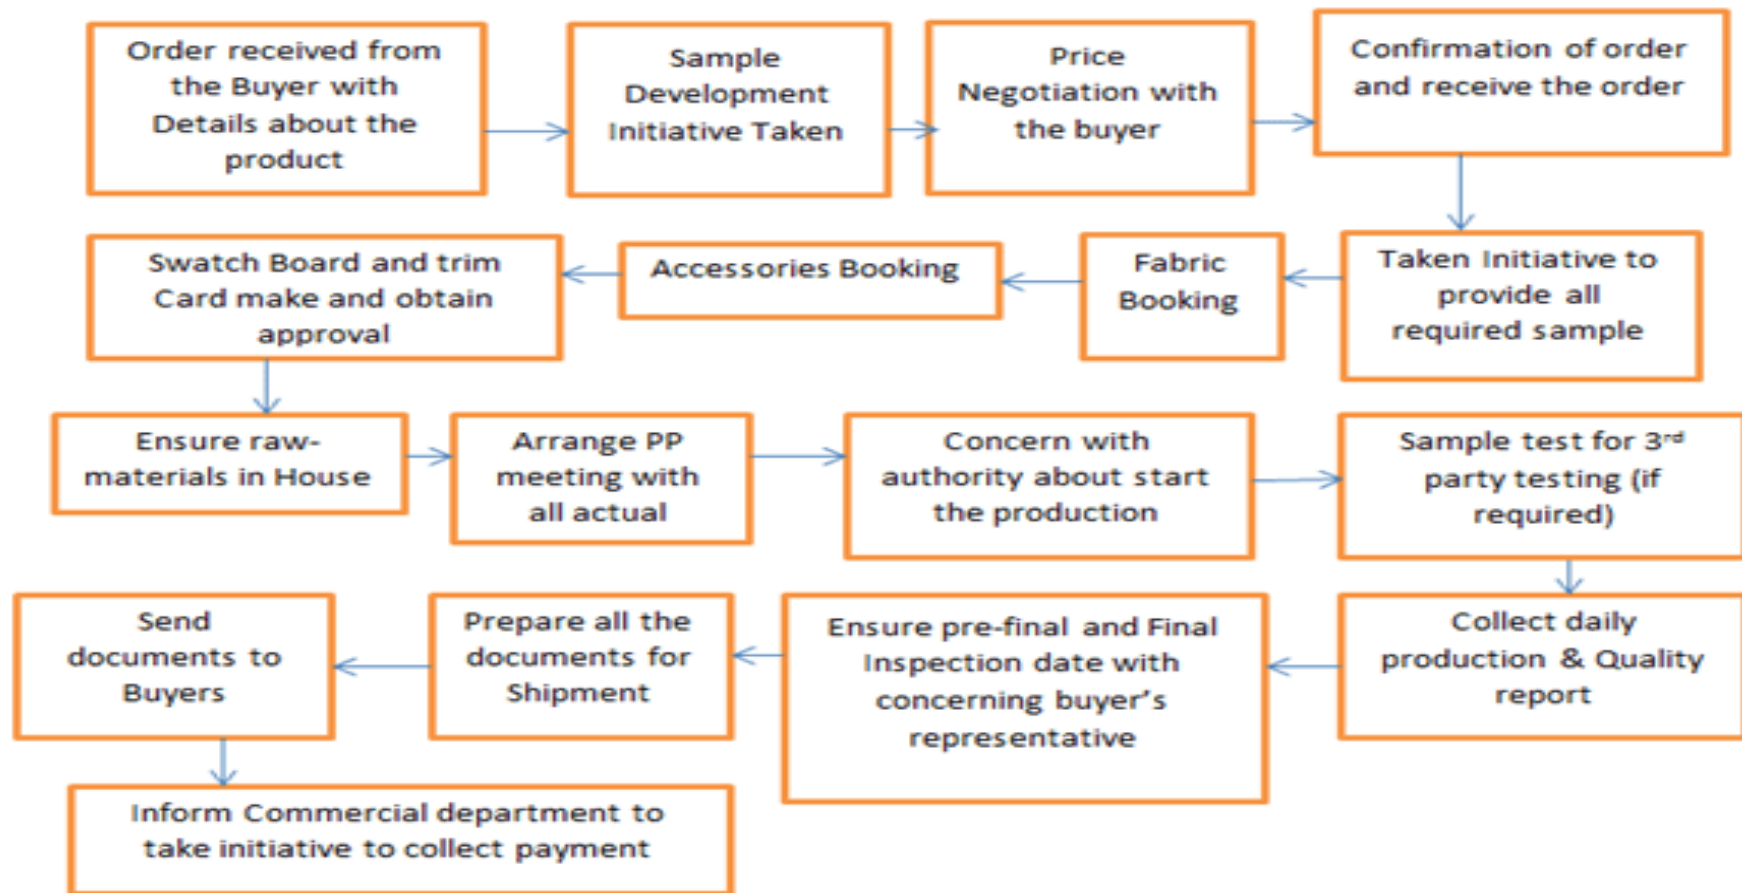 Order received from
the Buyer with
Details about the
product
Sample
Development
Initiative Taken
Price
Negotiation with
the buyer
Confirmation of order
and receive the order
Taken Initiative to
provide all
required sample
Fabric
Booking
Accessories Booking
Swatch Board and trim
Card make and obtain
approval
Ensure raw-
materials in House
Arrange PP
meeting with
all actual
Concern with
authority about start
the production
Sample test for 3rd
party testing (if
required)
Collect daily
production & Quality
report
Ensure pre-final and Final
Inspection date with
concerning buyer’s
representative
Prepare all the
documents for
Shipment
Send
documents to
Buyers
Inform Commercial department to
take initiative to collect payment